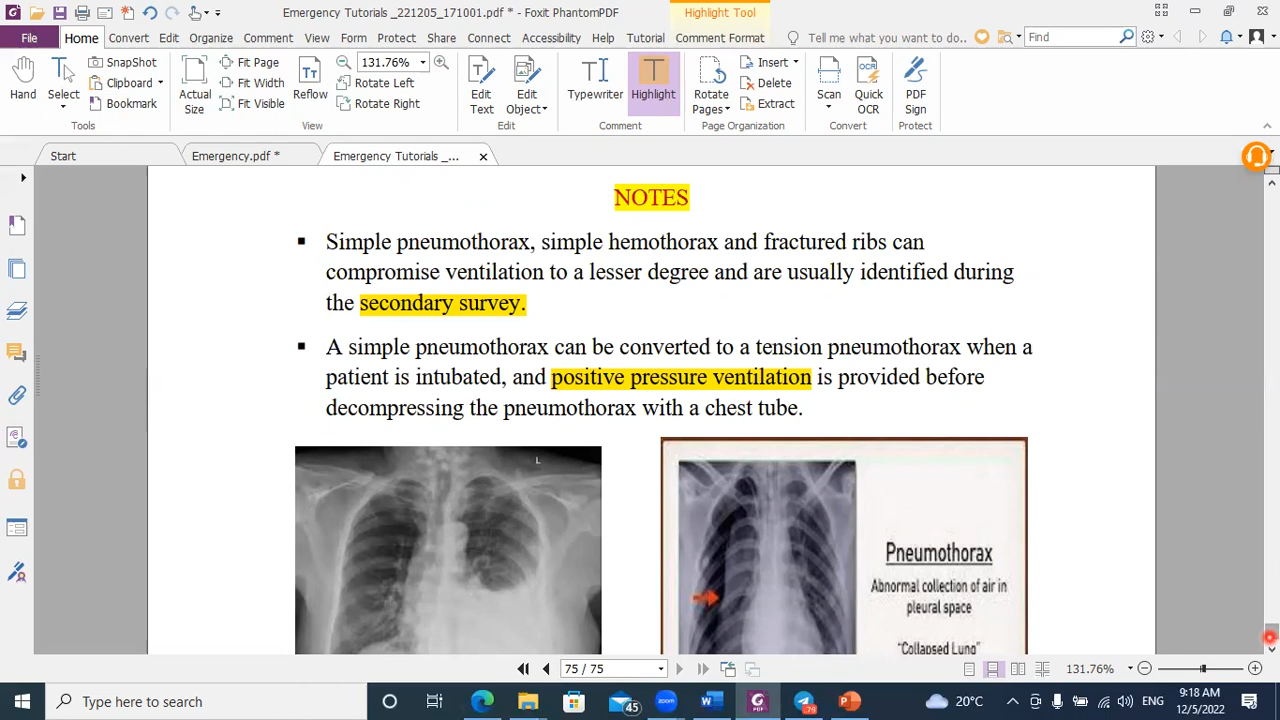 Emergency Tutorials _221205_171001.pdf * - Foxit PhantomPDF
Highlight Tool
File Home Convert Edit Organize Comment View Form Protect Share Connect Accessibility Help Tutorial Comment Format Tell me what you want to do... Find
Hand
Select
SnapShot
Clipboard
Bookmark
Tools
Actual Size
Fit Page
Fit Width
Fit Visible
Reflow
131.76%
Rotate Left
Rotate Right
View
Edit Text
Edit Object
Edit
Typewriter
Highlight
Comment
Rotate Pages
Insert
Delete
Extract
Page Organization
Scan
Quick OCR
Convert
PDF Sign
Protect
Start
Emergency.pdf *
Emergency Tutorials _...
NOTES
▪ Simple pneumothorax, simple hemothorax and fractured ribs can
compromise ventilation to a lesser degree and are usually identified during
the secondary survey.
▪ A simple pneumothorax can be converted to a tension pneumothorax when a
patient is intubated, and positive pressure ventilation is provided before
decompressing the pneumothorax with a chest tube.
L
Pneumothorax
Abnormal collection of air in
pleural space
"Collapsed Lung"
75 / 75
131.76%
Type here to search
45
zoom
PDF
79
20°C
ENG
9:18 AM
12/5/2022